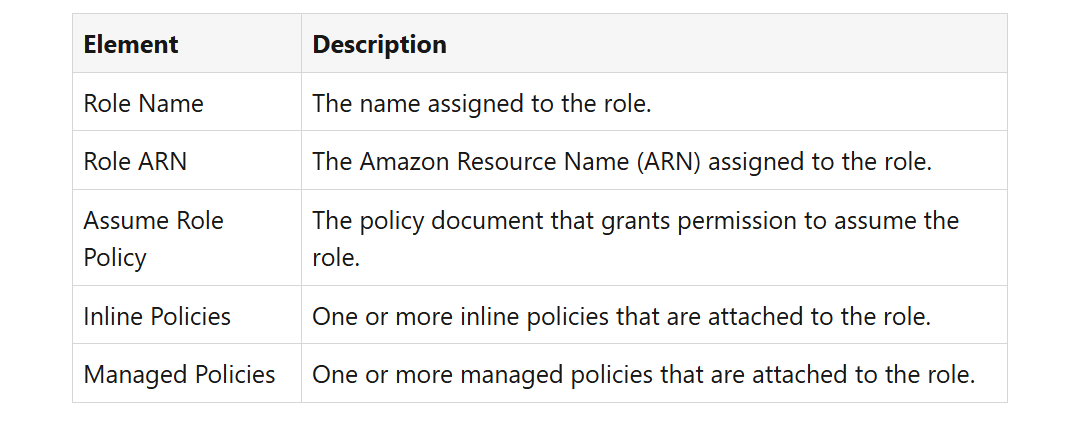 Element Description
Role Name The name assigned to the role.
Role ARN The Amazon Resource Name (ARN) assigned to the role.
Assume Role The policy document that grants permission to assume the
Policy role.
Inline Policies One or more inline policies that are attached to the role.
Managed Policies One or more managed policies that are attached to the role.